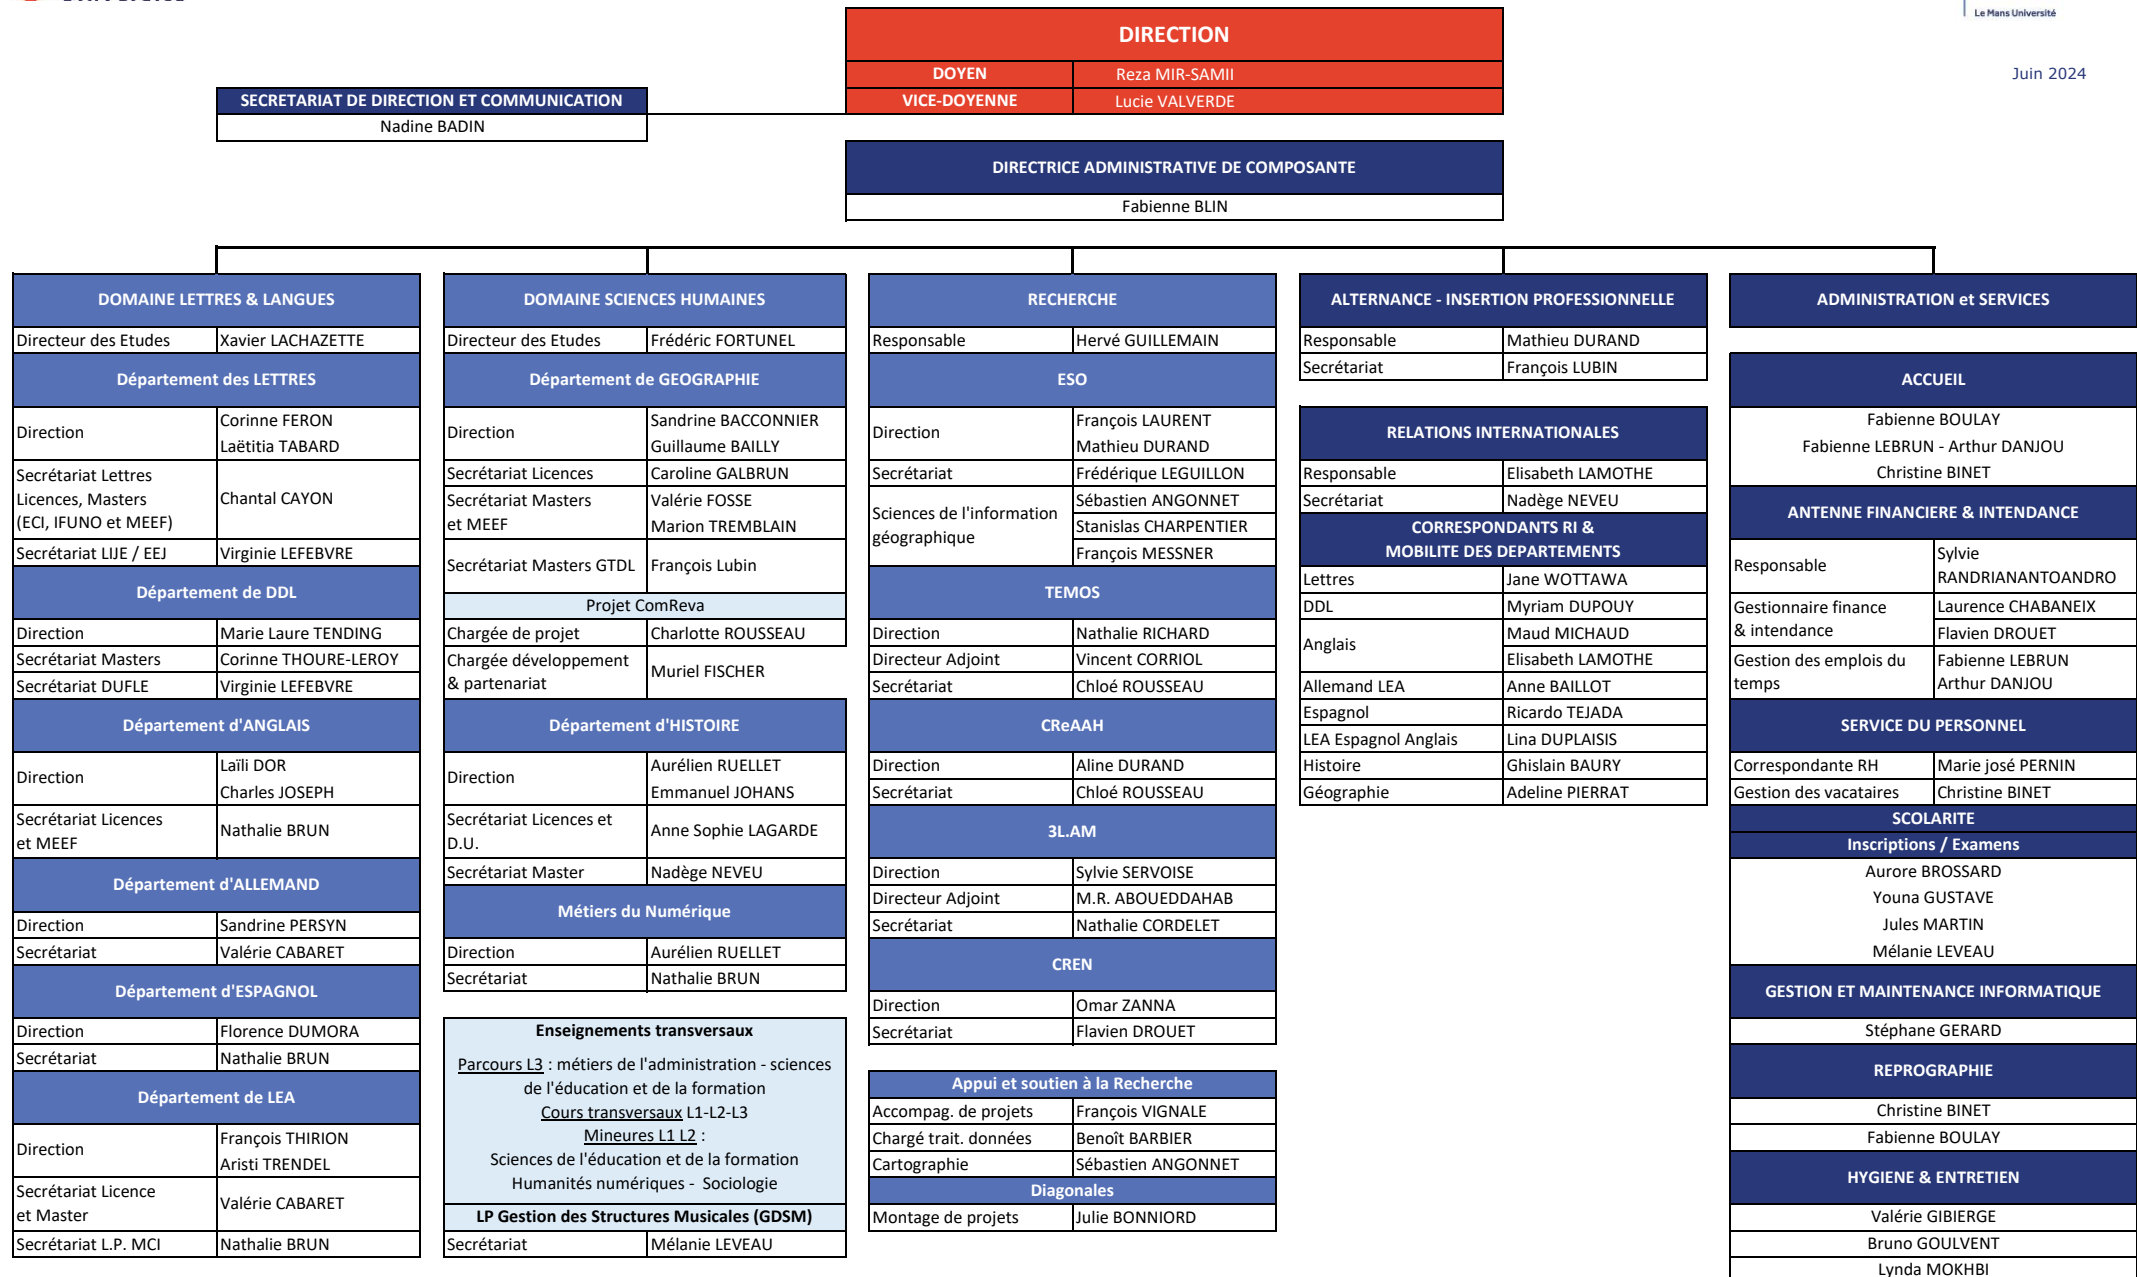 Le Mans Université
DIRECTION
DOYEN Reza MIR-SAMII
VICE-DOYENNE Lucie VALVERDE
Juin 2024
SECRETARIAT DE DIRECTION ET COMMUNICATION
Nadine BADIN
DIRECTRICE ADMINISTRATIVE DE COMPOSANTE
Fabienne BLIN
DOMAINE LETTRES & LANGUES
Directeur des Etudes Xavier LACHAZETTE
Département des LETTRES
Direction
Corinne FERON
Laëtitia TABARD
Secrétariat Lettres
Licences, Masters
(ECI, IFUNO et MEEF)
Chantal CAYON
Secrétariat LIJE / EEJ Virginie LEFEBVRE
Département de DDL
Direction Marie Laure TENDING
Secrétariat Masters Corinne THOURE-LEROY
Secrétariat DUFLE Virginie LEFEBVRE
Département d'ANGLAIS
Direction
Laïli DOR
Charles JOSEPH
Secrétariat Licences
et MEEF
Nathalie BRUN
Département d'ALLEMAND
Direction Sandrine PERSYN
Secrétariat Valérie CABARET
Département d'ESPAGNOL
Direction Florence DUMORA
Secrétariat Nathalie BRUN
Département de LEA
Direction
François THIRION
Aristi TRENDEL
Secrétariat Licence
et Master
Valérie CABARET
Secrétariat L.P. MCI Nathalie BRUN
DOMAINE SCIENCES HUMAINES
Directeur des Etudes Frédéric FORTUNEL
Département de GEOGRAPHIE
Direction
Sandrine BACCONNIER
Guillaume BAILLY
Secrétariat Licences Caroline GALBRUN
Secrétariat Masters
et MEEF
Valérie FOSSE
Marion TREMBLAIN
Secrétariat Masters GTDL François Lubin
Projet ComReva
Chargée de projet Charlotte ROUSSEAU
Chargée développement
& partenariat
Muriel FISCHER
Département d'HISTOIRE
Direction
Aurélien RUELLET
Emmanuel JOHANS
Secrétariat Licences et
D.U.
Anne Sophie LAGARDE
Secrétariat Master Nadège NEVEU
Métiers du Numérique
Direction Aurélien RUELLET
Secrétariat Nathalie BRUN
Enseignements transversaux
Parcours L3 : métiers de l'administration - sciences
de l'éducation et de la formation
Cours transversaux L1-L2-L3
Mineures L1 L2 :
Sciences de l'éducation et de la formation
Humanités numériques - Sociologie
LP Gestion des Structures Musicales (GDSM)
Secrétariat Mélanie LEVEAU
RECHERCHE
Responsable Hervé GUILLEMAIN
ESO
Direction
François LAURENT
Mathieu DURAND
Secrétariat Frédérique LEGUILLON
Sciences de l'information
géographique
Sébastien ANGONNET
Stanislas CHARPENTIER
François MESSNER
TEMOS
Direction Nathalie RICHARD
Directeur Adjoint Vincent CORRIOL
Secrétariat Chloé ROUSSEAU
CReAAH
Direction Aline DURAND
Secrétariat Chloé ROUSSEAU
3L.AM
Direction Sylvie SERVOISE
Directeur Adjoint M.R. ABOUEDDAHAB
Secrétariat Nathalie CORDELET
CREN
Direction Omar ZANNA
Secrétariat Flavien DROUET
Appui et soutien à la Recherche
Accompag. de projets François VIGNALE
Chargé trait. données Benoît BARBIER
Cartographie Sébastien ANGONNET
Diagonales
Montage de projets Julie BONNIORD
ALTERNANCE - INSERTION PROFESSIONNELLE
Responsable Mathieu DURAND
Secrétariat François LUBIN
RELATIONS INTERNATIONALES
Responsable Elisabeth LAMOTHE
Secrétariat Nadège NEVEU
CORRESPONDANTS RI &
MOBILITE DES DEPARTEMENTS
Lettres Jane WOTTAWA
DDL Myriam DUPOUY
Anglais
Maud MICHAUD
Elisabeth LAMOTHE
Allemand LEA Anne BAILLOT
Espagnol Ricardo TEJADA
LEA Espagnol Anglais Lina DUPLAISIS
Histoire Ghislain BAURY
Géographie Adeline PIERRAT
ADMINISTRATION et SERVICES
ACCUEIL
Fabienne BOULAY
Fabienne LEBRUN - Arthur DANJOU
Christine BINET
ANTENNE FINANCIERE & INTENDANCE
Responsable
Sylvie
RANDRIANANTOANDRO
Gestionnaire finance
& intendance
Laurence CHABANEIX
Flavien DROUET
Gestion des emplois du
temps
Fabienne LEBRUN
Arthur DANJOU
SERVICE DU PERSONNEL
Correspondante RH Marie josé PERNIN
Gestion des vacataires Christine BINET
SCOLARITE
Inscriptions / Examens
Aurore BROSSARD
Youna GUSTAVE
Jules MARTIN
Mélanie LEVEAU
GESTION ET MAINTENANCE INFORMATIQUE
Stéphane GERARD
REPROGRAPHIE
Christine BINET
Fabienne BOULAY
HYGIENE & ENTRETIEN
Valérie GIBIERGE
Bruno GOULVENT
Lynda MOKHBI